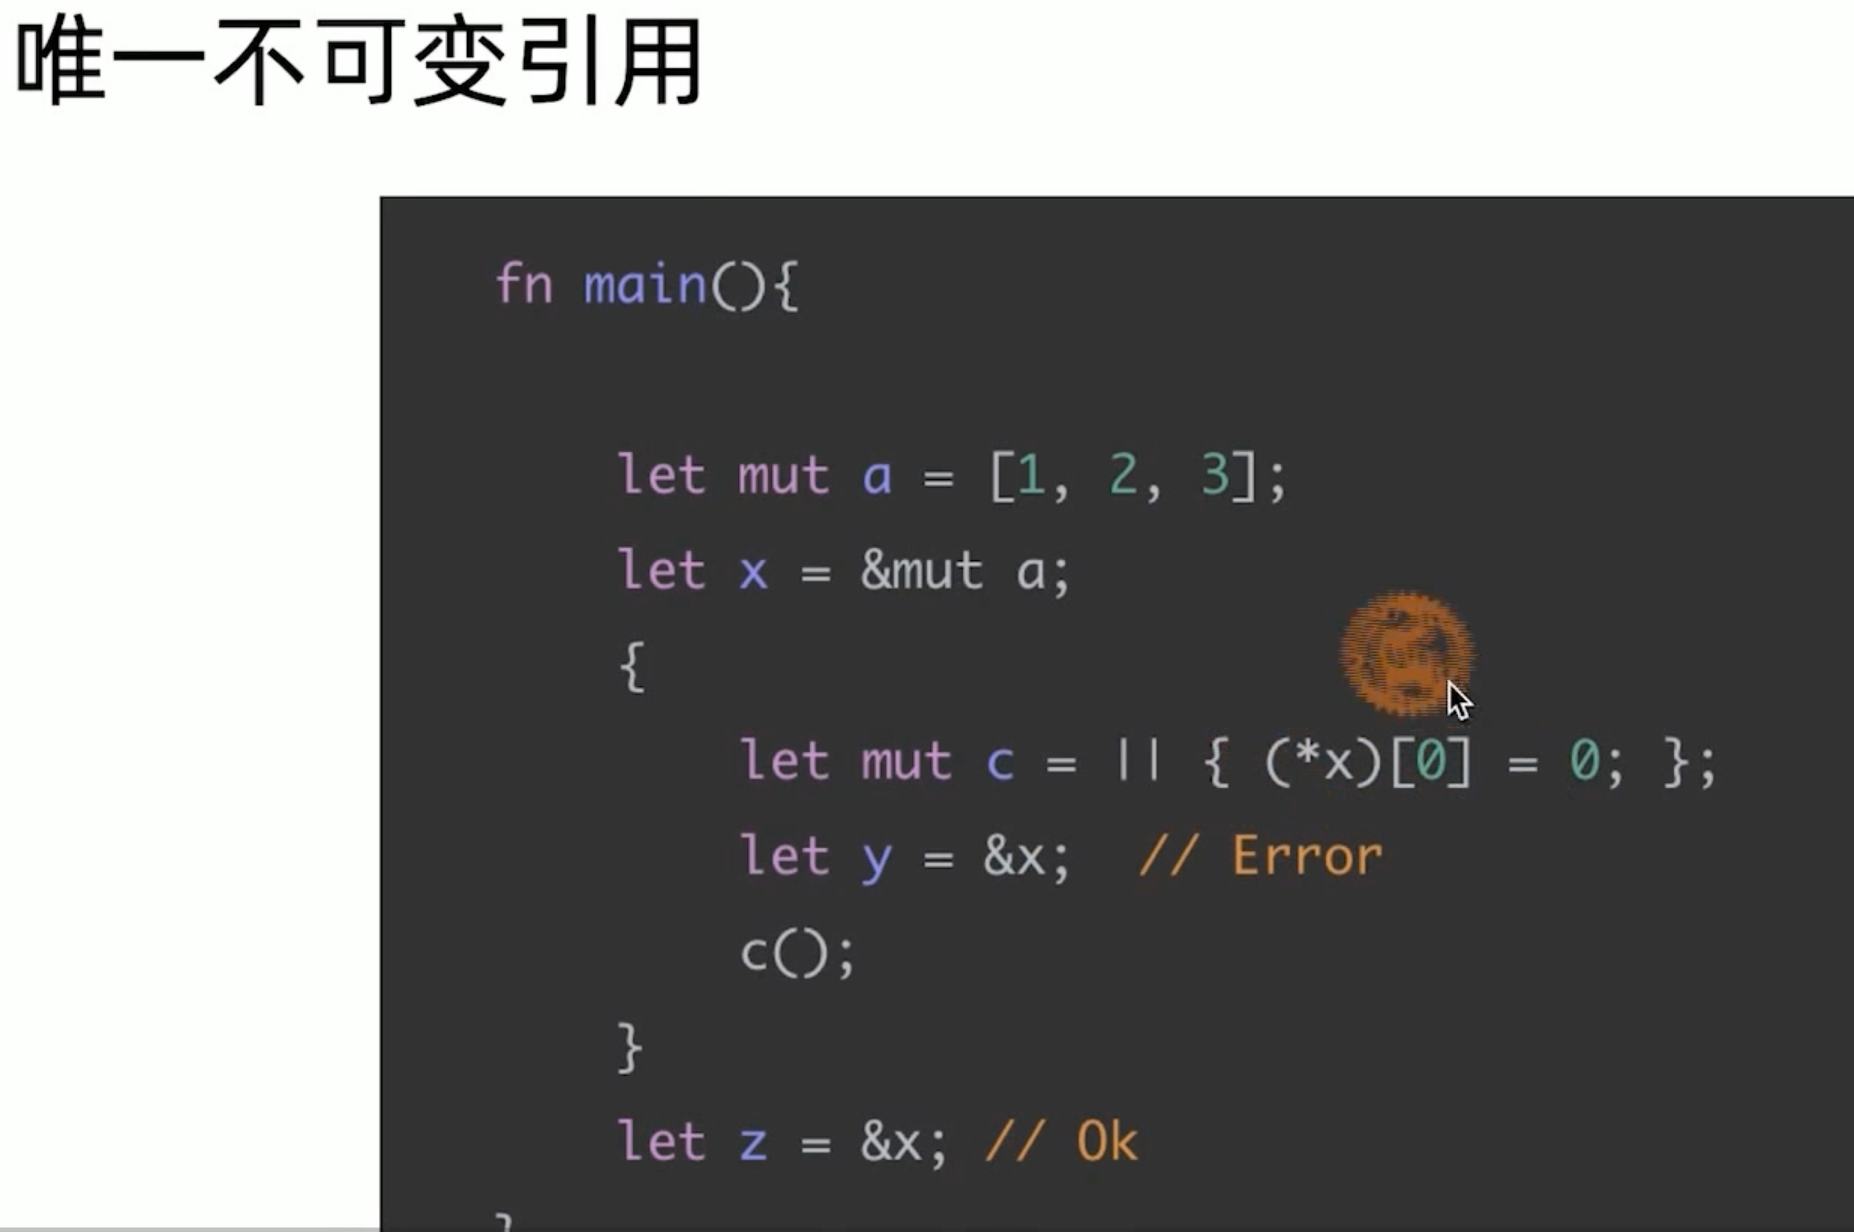 唯一不可变引用
fn main(){
let mut a = [1, 2, 3];
let x = &mut a;
{
let mut c = || { (*x)[0] = 0; };
let y = &x;  // Error
c();
}
let z = &x; // Ok
}